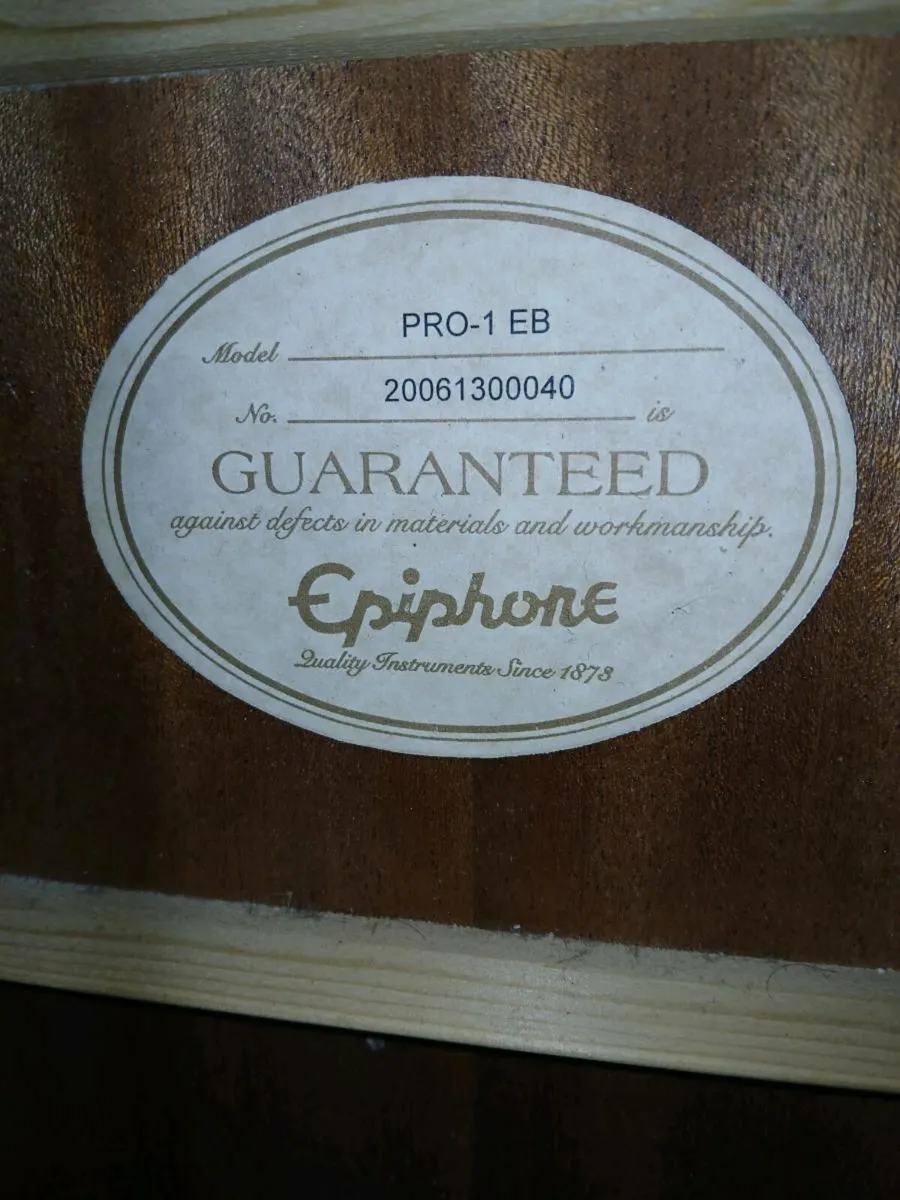 Model PRO-1 EB
No. 20061300040 is
GUARANTEED
against defects in materials and workmanship.
Epiphone
Quality Instruments Since 1873